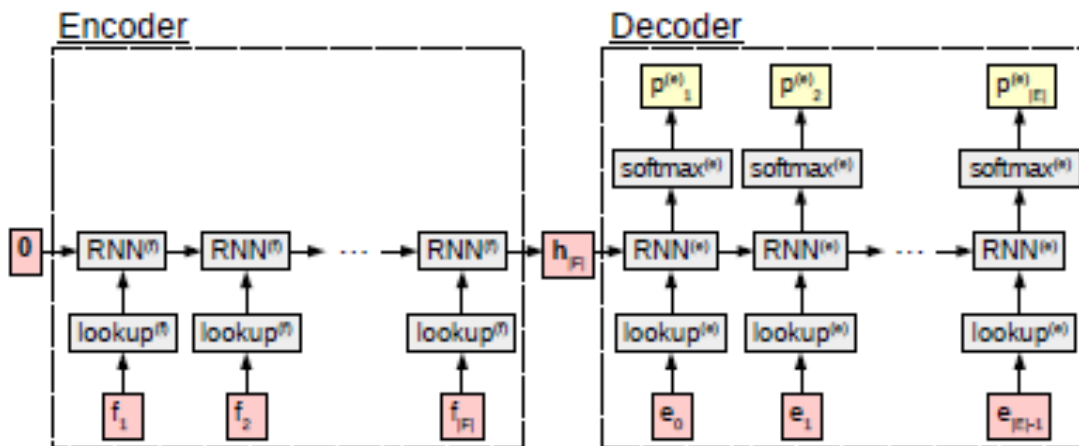 Encoder Decoder
p⁽ᵉ⁾₁ p⁽ᵉ⁾₂ p⁽ᵉ⁾|E|
softmax⁽ᵉ⁾ softmax⁽ᵉ⁾ softmax⁽ᵉ⁾
0 RNN⁽ᶠ⁾ RNN⁽ᶠ⁾ ... RNN⁽ᶠ⁾ h|F| RNN⁽ᵉ⁾ RNN⁽ᵉ⁾ ... RNN⁽ᵉ⁾
lookup⁽ᶠ⁾ lookup⁽ᶠ⁾ lookup⁽ᶠ⁾ lookup⁽ᵉ⁾ lookup⁽ᵉ⁾ lookup⁽ᵉ⁾
f₁ f₂ f|F| e₀ e₁ e|E|-1